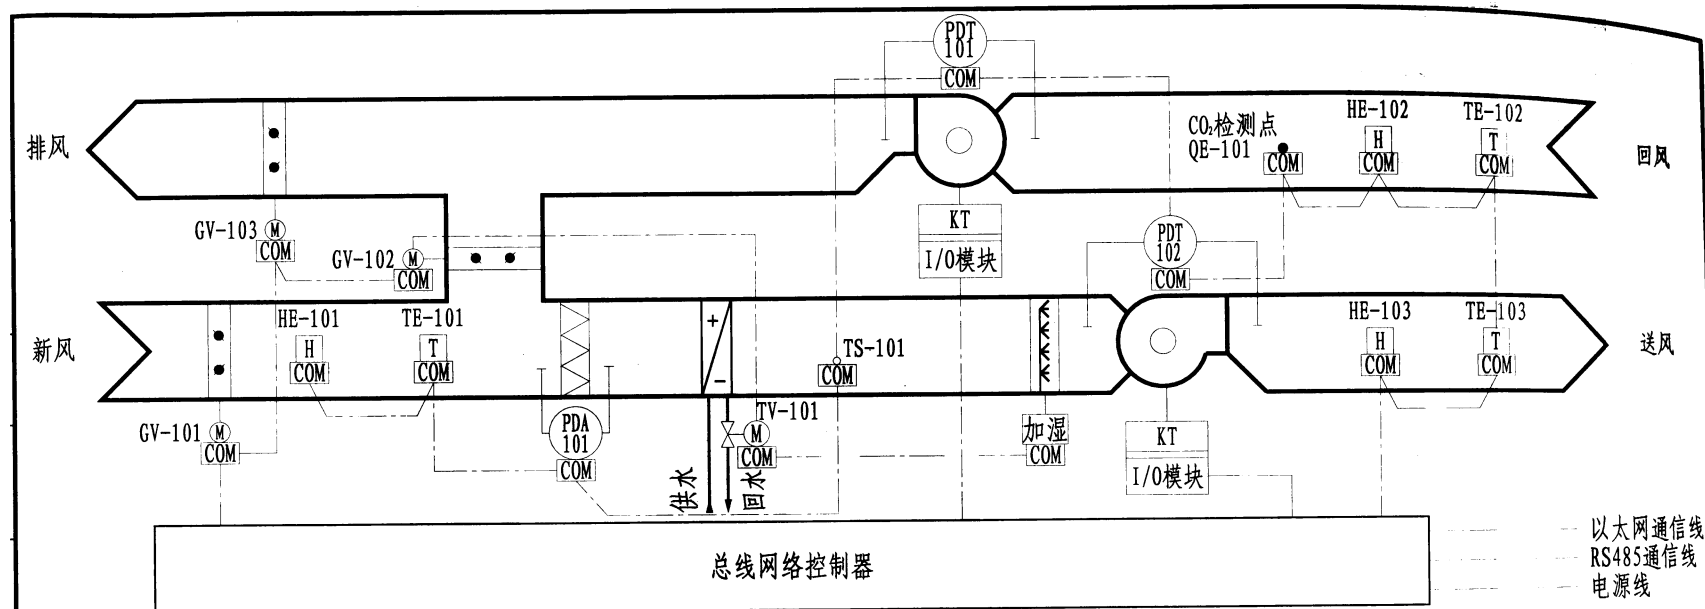 PDT
101
COM
排风
CO₂检测点
QE-101
COM
HE-102
H
COM
TE-102
T
COM
回风
GV-103
M
COM
GV-102
M
COM
KT
I/O模块
PDT
102
COM
新风
HE-101
H
COM
TE-101
T
COM
+
−
TS-101
COM
HE-103
H
COM
TE-103
T
COM
送风
GV-101
M
COM
PDA
101
COM
供水
回水
TV-101
M
COM
加湿
COM
KT
I/O模块
总线网络控制器
以太网通信线
RS485通信线
电源线